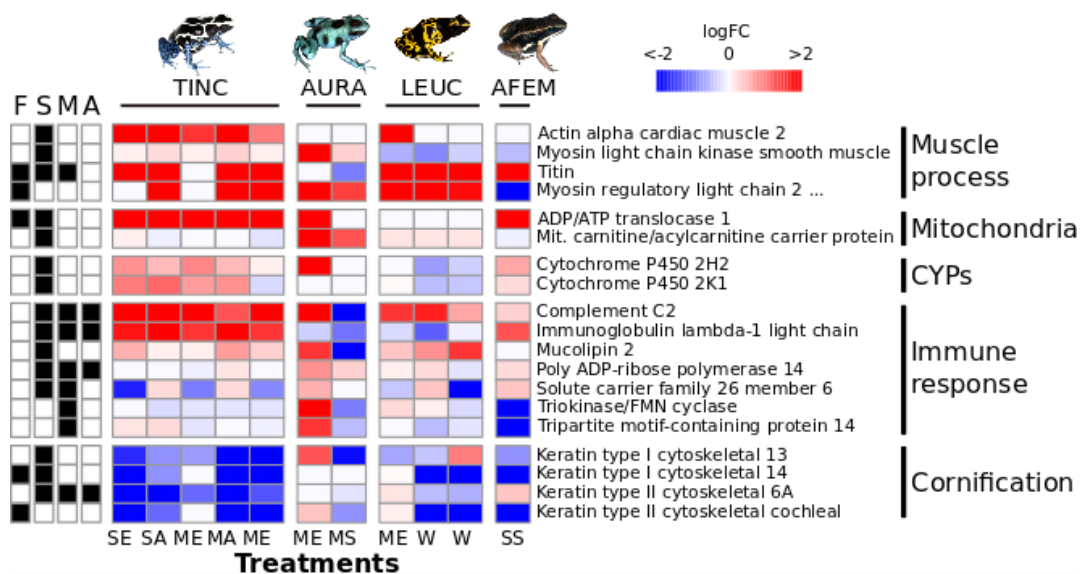 logFC
<-2 0 >2
TINC AURA LEUC AFEM
F S M A
Actin alpha cardiac muscle 2
Myosin light chain kinase smooth muscle
Titin
Myosin regulatory light chain 2 ...
Muscle
process
ADP/ATP translocase 1
Mit. carnitine/acylcarnitine carrier protein
Mitochondria
Cytochrome P450 2H2
Cytochrome P450 2K1
CYPs
Complement C2
Immunoglobulin lambda-1 light chain
Mucolipin 2
Poly ADP-ribose polymerase 14
Solute carrier family 26 member 6
Triokinase/FMN cyclase
Tripartite motif-containing protein 14
Immune
response
Keratin type I cytoskeletal 13
Keratin type I cytoskeletal 14
Keratin type II cytoskeletal 6A
Keratin type II cytoskeletal cochleal
Cornification
SE SA ME MA ME ME MS ME W W SS
Treatments